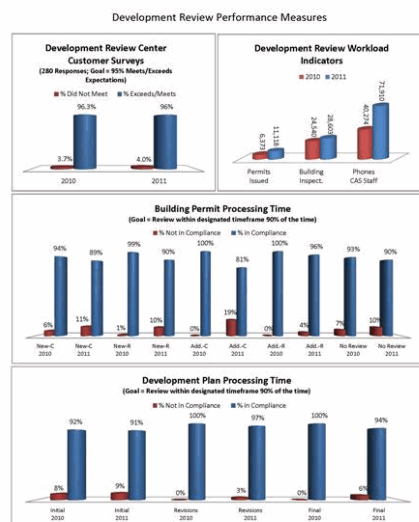 Development Review Performance Measures
Development Review Center
Customer Surveys
(280 Responses; Goal = 95% Meets/Exceeds
Expectations)
% Did Not Meet % Exceeds/Meets
96.3% 96%
3.7% 4.0%
2010 2011
Development Review Workload
Indicators
2010 2011
6,373 11,118 24,540 28,603 40,274 71,910
Permits Building Phones
Issued Inspect. CAS Staff
Building Permit Processing Time
(Goal = Review within designated timeframe 90% of the time)
% Not in Compliance % in Compliance
94% 89% 99% 90% 100% 81% 100% 96% 93% 90%
6% 11% 1% 10% 0% 19% 0% 4% 7% 10%
New-C New-C New-R New-R Add.-C Add.-C Add.-R Add.-R No Review No Review
2010 2011 2010 2011 2010 2011 2010 2011 2010 2011
Development Plan Processing Time
(Goal = Review within designated timeframe 90% of the time)
% Not in Compliance % in Compliance
92% 91% 100% 97% 100% 94%
8% 9% 0% 3% 0% 6%
Initial Initial Revisions Revisions Final Final
2010 2011 2010 2011 2010 2011